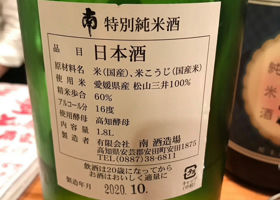 南 特別純米酒
品目 日本酒
原材料名 米(国産)、米こうじ(国産米)
使用米 愛媛県産 松山三井100%
精米歩合 60%
アルコール分 16度
使用酵母 高知酵母
内容量 1.8L
製造者 有限会社 南 酒造場
高知県安芸郡安田町安田1875
TEL.(0887)38-6811
飲酒は20歳になってから
お酒はおいしく適量に
製造年月 2020.10.
純米酒